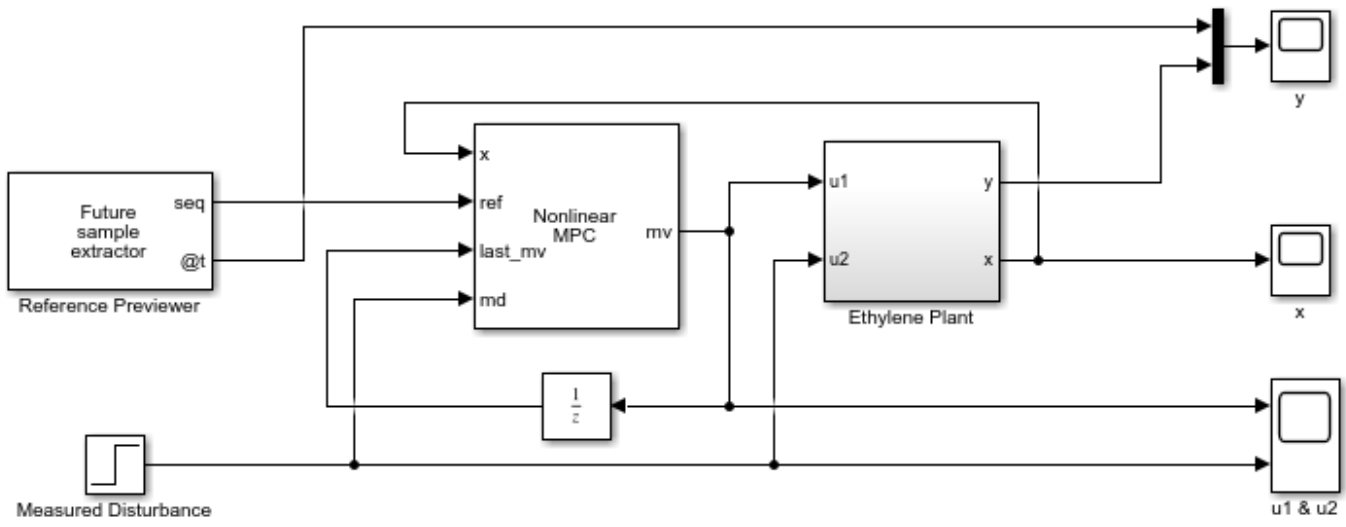 y
Future
sample
extractor
seq
@t
Reference Previewer
x
ref
last_mv
md
Nonlinear
MPC
mv
u1
u2
y
x
Ethylene Plant
x
1
z
Measured Disturbance
u1 & u2